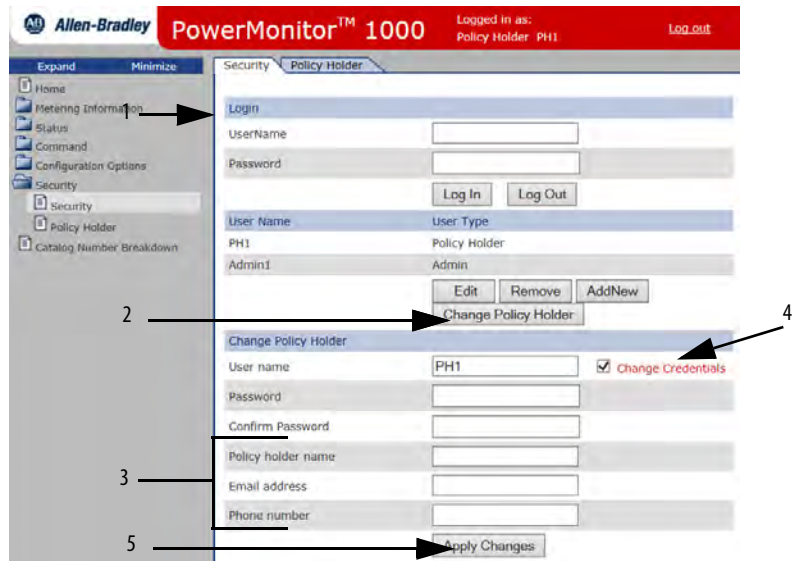 AB Allen-Bradley
PowerMonitor™ 1000
Logged in as:
Policy Holder PH1
Log out
Expand Minimize
Home
Metering Information
Status
Command
Configuration Options
Security
Security
Policy Holder
Catalog Number Breakdown
Security Policy Holder
1
Login
UserName
Password
Log In Log Out
User Name User Type
PH1 Policy Holder
Admin1 Admin
Edit Remove AddNew
2
Change Policy Holder
4
Change Policy Holder
User name PH1 Change Credentials
Password
Confirm Password
3
Policy holder name
Email address
Phone number
5
Apply Changes